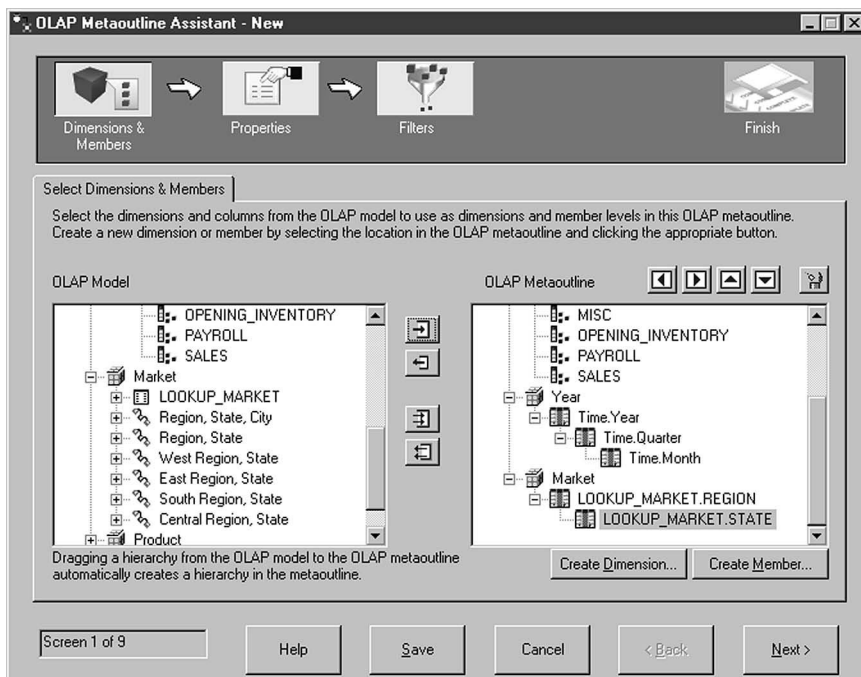 OLAP Metaoutline Assistant - New
Dimensions &
Members
Properties
Filters
Finish
Select Dimensions & Members
Select the dimensions and columns from the OLAP model to use as dimensions and member levels in this OLAP metaoutline.
Create a new dimension or member by selecting the location in the OLAP metaoutline and clicking the appropriate button.
OLAP Model
OPENING_INVENTORY
PAYROLL
SALES
Market
LOOKUP_MARKET
Region, State, City
Region, State
West Region, State
East Region, State
South Region, State
Central Region, State
Product
Dragging a hierarchy from the OLAP model to the OLAP metaoutline
automatically creates a hierarchy in the metaoutline.
OLAP Metaoutline
MISC
OPENING_INVENTORY
PAYROLL
SALES
Year
Time.Year
Time.Quarter
Time.Month
Market
LOOKUP_MARKET.REGION
LOOKUP_MARKET.STATE
Create Dimension...
Create Member...
Screen 1 of 9
Help
Save
Cancel
< Back
Next >